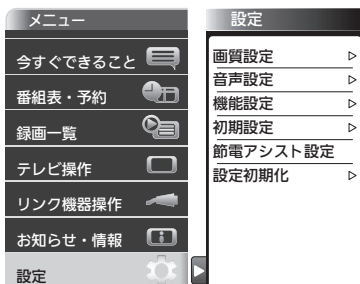 メニュー
今すぐできること
番組表・予約
録画一覧
テレビ操作
リンク機器操作
お知らせ・情報
設定
設定
画質設定
音声設定
機能設定
初期設定
節電アシスト設定
設定初期化